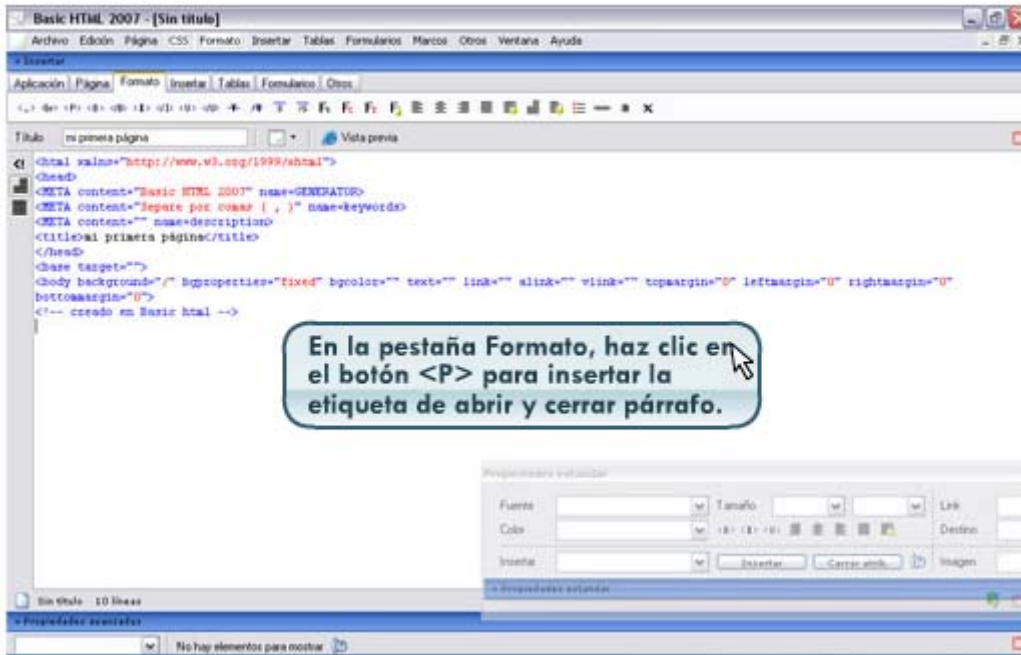 Basic HTML 2007 - [Sin título]
Archivo Edición Página CSS Formato Insertar Tablas Formularios Marcos Otros Ventana Ayuda
Insertar
Aplicación Página Formato Insertar Tablas Formularios Otros
Título mi primera página Vista previa
<html xmlns="http://www.w3.org/1999/xhtml">
<head>
<META content="Basic HTML 2007" name=GENERATOR>
<META content="Separe por comas ( , )" name=keywords>
<META content="" name=description>
<title>mi primera página</title>
</head>
<base target="">
<body background="/" bgproperties="fixed" bgcolor="" text="" link="" alink="" vlink="" topmargin="0" leftmargin="0" rightmargin="0"
bottommargin="0">
<!-- creado en Basic html -->
En la pestaña Formato, haz clic en
el botón <P> para insertar la
etiqueta de abrir y cerrar párrafo.
Propiedades estandar
Fuente Tamaño Link
Color Destino
Insertar Insertar Cerrar atrib. Imagen
Propiedades estandar
Sin título 10 líneas
Propiedades avanzadas
No hay elementos para mostrar